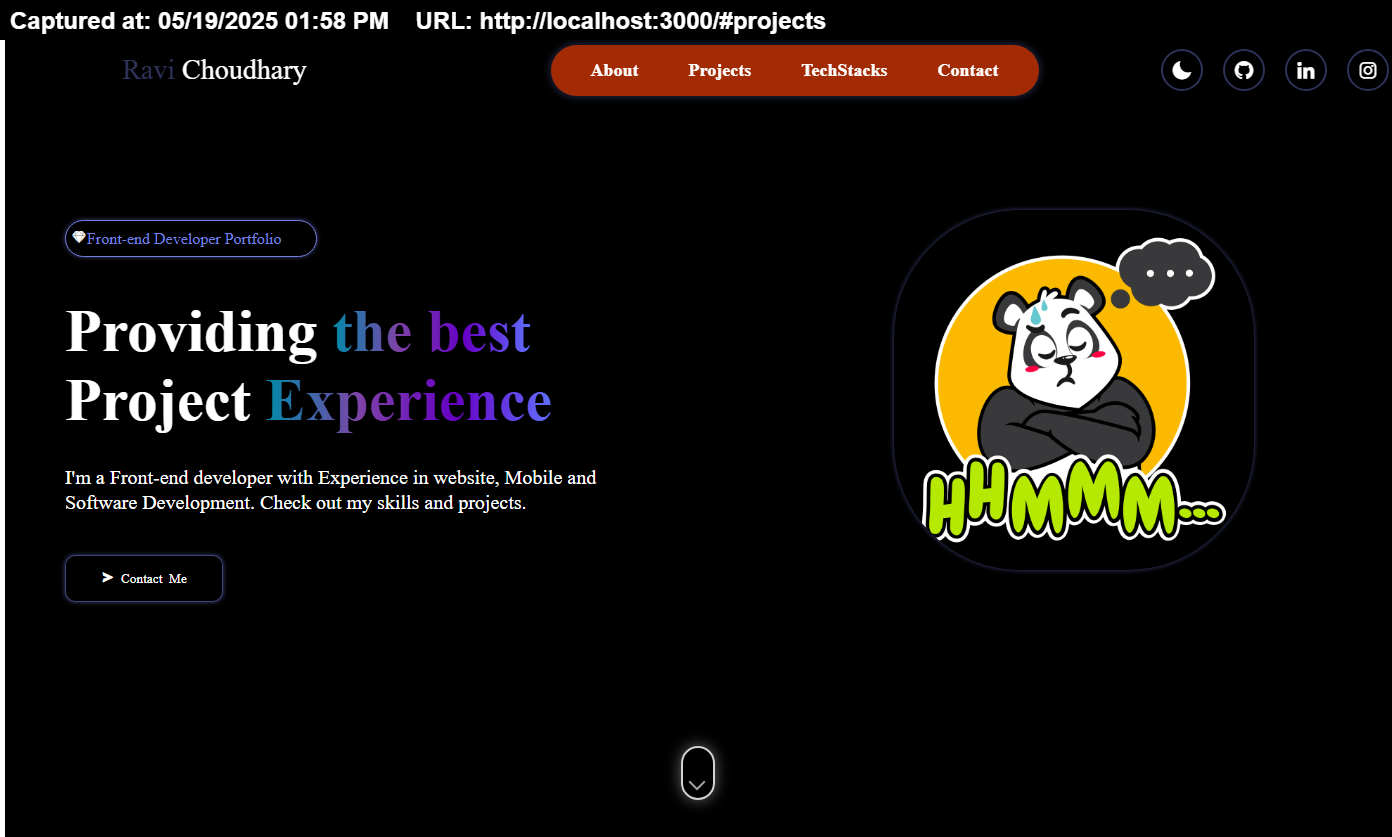 Captured at: 05/19/2025 01:58 PM URL: http://localhost:3000/#projects
Ravi Choudhary
About Projects TechStacks Contact
Front-end Developer Portfolio
Providing the best
Project Experience
I'm a Front-end developer with Experience in website, Mobile and
Software Development. Check out my skills and projects.
Contact Me
HHMMM...